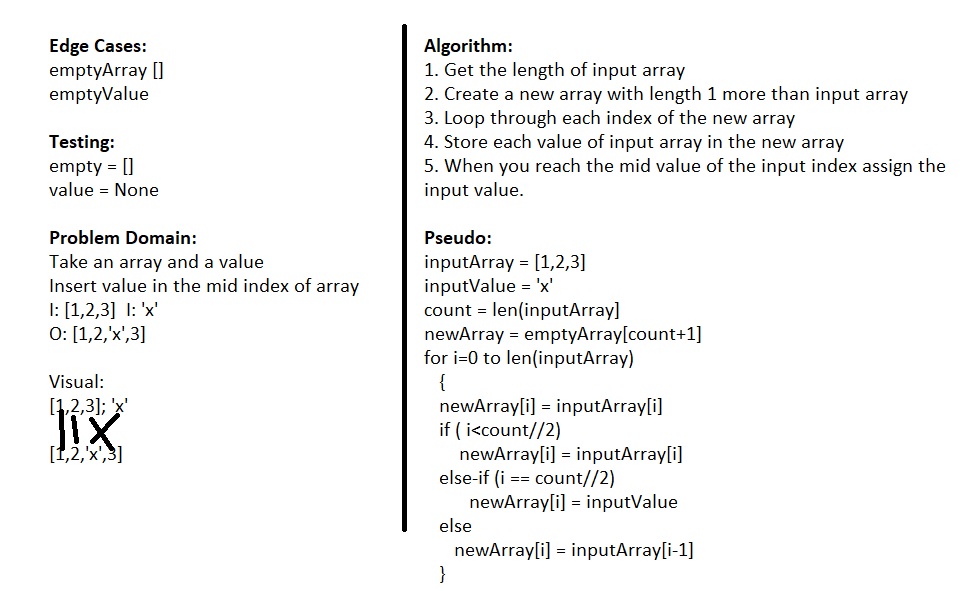 Edge Cases:
emptyArray []
emptyValue
Testing:
empty = []
value = None
Problem Domain:
Take an array and a value
Insert value in the mid index of array
I: [1,2,3]  I: 'x'
O: [1,2,'x',3]
Visual:
[1,2,3]; 'x'
[1,2,'x',3]
Algorithm:
1. Get the length of input array
2. Create a new array with length 1 more than input array
3. Loop through each index of the new array
4. Store each value of input array in the new array
5. When you reach the mid value of the input index assign the
input value.
Pseudo:
inputArray = [1,2,3]
inputValue = 'x'
count = len(inputArray]
newArray = emptyArray[count+1]
for i=0 to len(inputArray)
{
newArray[i] = inputArray[i]
if ( i<count//2)
newArray[i] = inputArray[i]
else-if (i == count//2)
newArray[i] = inputValue
else
newArray[i] = inputArray[i-1]
}